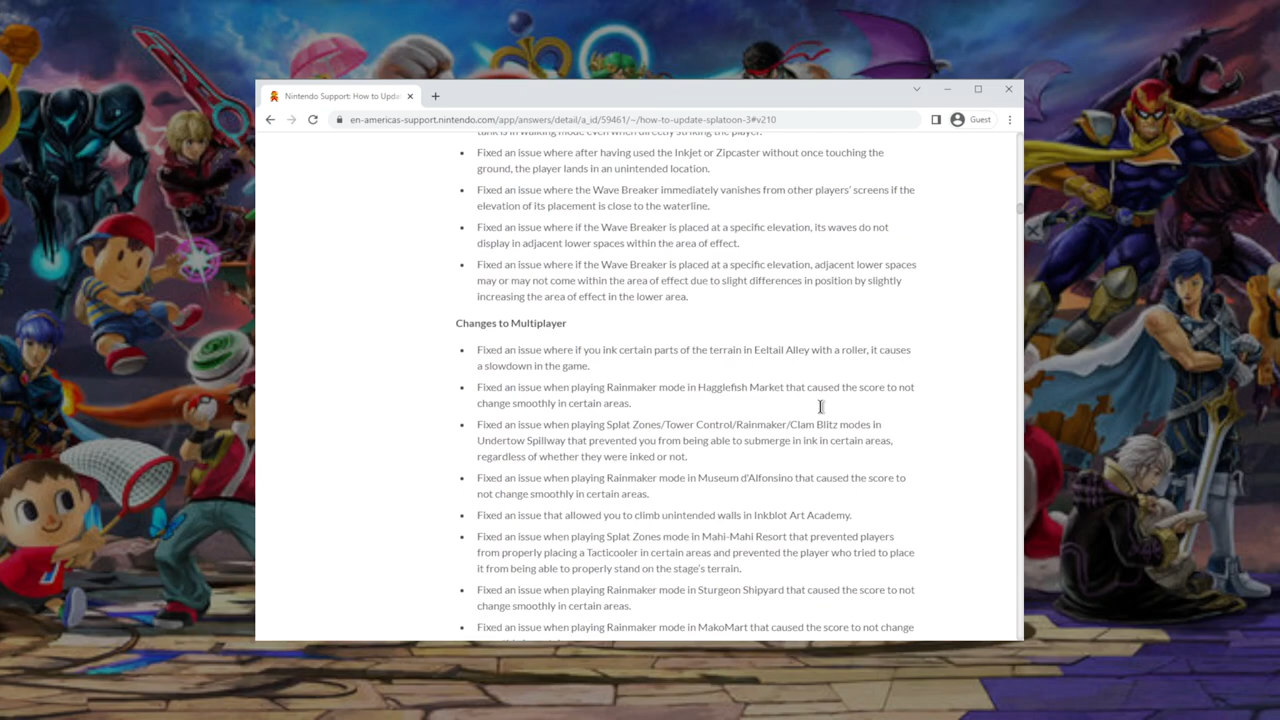 Nintendo Support: How to Upda
en-americas-support.nintendo.com/app/answers/detail/a_id/59461/~/how-to-update-splatoon-3#v210
Guest
tank is in walking mode even when directly striking the player.
• Fixed an issue where after having used the Inkjet or Zipcaster without once touching the
ground, the player lands in an unintended location.
• Fixed an issue where the Wave Breaker immediately vanishes from other players' screens if the
elevation of its placement is close to the waterline.
• Fixed an issue where if the Wave Breaker is placed at a specific elevation, its waves do not
display in adjacent lower spaces within the area of effect.
• Fixed an issue where if the Wave Breaker is placed at a specific elevation, adjacent lower spaces
may or may not come within the area of effect due to slight differences in position by slightly
increasing the area of effect in the lower area.
Changes to Multiplayer
• Fixed an issue where if you ink certain parts of the terrain in Eeltail Alley with a roller, it causes
a slowdown in the game.
• Fixed an issue when playing Rainmaker mode in Hagglefish Market that caused the score to not
change smoothly in certain areas.
• Fixed an issue when playing Splat Zones/Tower Control/Rainmaker/Clam Blitz modes in
Undertow Spillway that prevented you from being able to submerge in ink in certain areas,
regardless of whether they were inked or not.
• Fixed an issue when playing Rainmaker mode in Museum d'Alfonsino that caused the score to
not change smoothly in certain areas.
• Fixed an issue that allowed you to climb unintended walls in Inkblot Art Academy.
• Fixed an issue when playing Splat Zones mode in Mahi-Mahi Resort that prevented players
from properly placing a Tacticooler in certain areas and prevented the player who tried to place
it from being able to properly stand on the stage's terrain.
• Fixed an issue when playing Rainmaker mode in Sturgeon Shipyard that caused the score to not
change smoothly in certain areas.
• Fixed an issue when playing Rainmaker mode in MakoMart that caused the score to not change